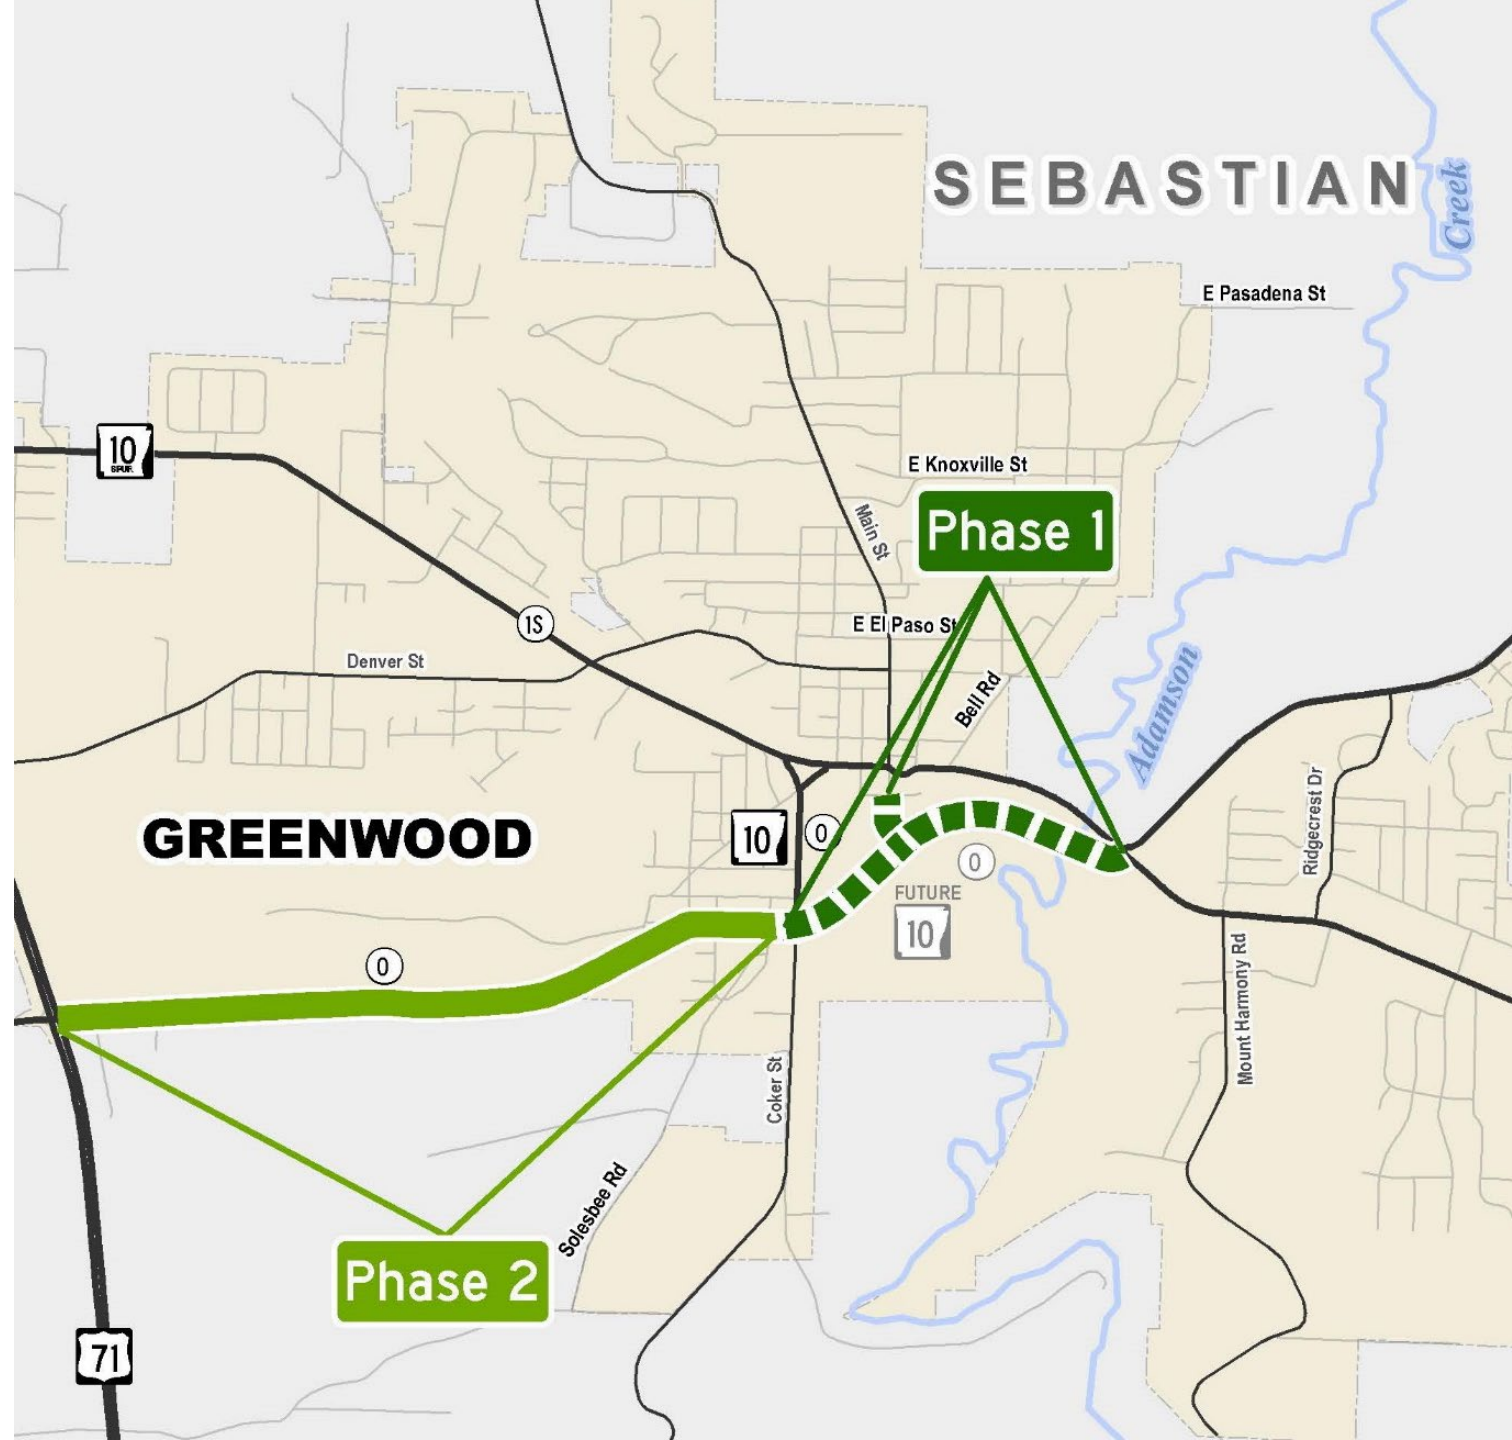 SEBASTIAN
Creek
E Pasadena St
10
SPUR
E Knoxville St
Main St
Phase 1
1S
E El Paso St
Denver St
Bell Rd
Adamson
GREENWOOD
10
0
Ridgecrest Dr
0
FUTURE
10
0
Mount Harmony Rd
Coker St
Solesbee Rd
Phase 2
71